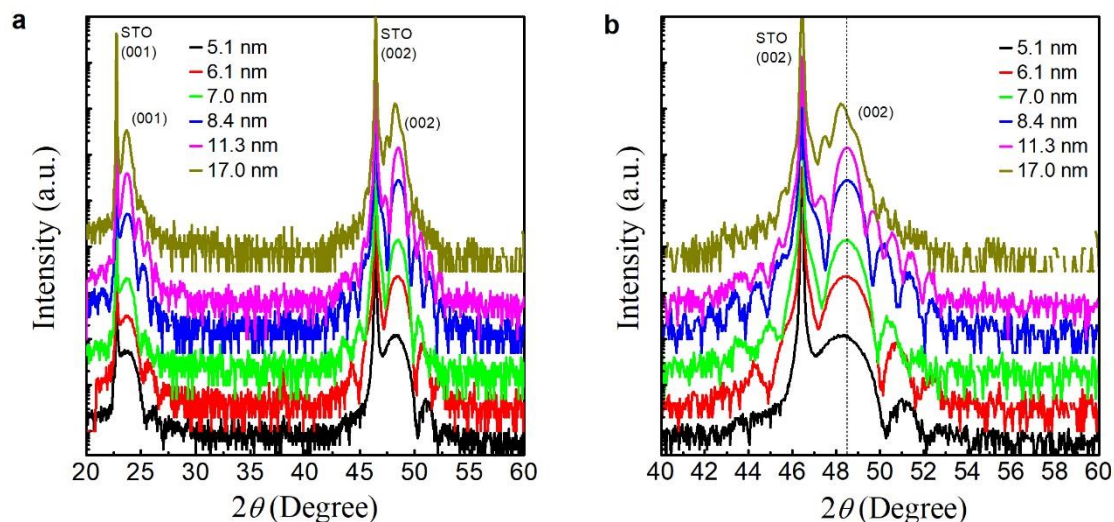 a
STO
(001)
(001)
STO
(002)
(002)
5.1 nm
6.1 nm
7.0 nm
8.4 nm
11.3 nm
17.0 nm
Intensity (a.u.)
20 25 30 35 40 45 50 55 60
2θ (Degree)
b
STO
(002)
(002)
5.1 nm
6.1 nm
7.0 nm
8.4 nm
11.3 nm
17.0 nm
Intensity (a.u.)
40 42 44 46 48 50 52 54 56 58 60
2θ (Degree)